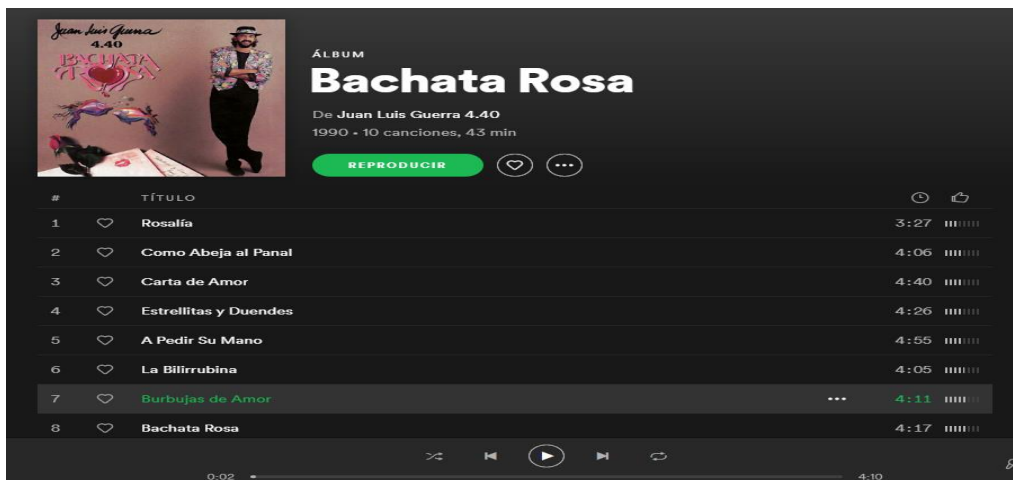 Juan Luis Guerra
4.40
BACHATA
ROSA
ÁLBUM
Bachata Rosa
De Juan Luis Guerra 4.40
1990 • 10 canciones, 43 min
REPRODUCIR
# TÍTULO
1 Rosalía 3:27
2 Como Abeja al Panal 4:06
3 Carta de Amor 4:40
4 Estrellitas y Duendes 4:26
5 A Pedir Su Mano 4:55
6 La Bilirrubina 4:05
7 Burbujas de Amor 4:11
8 Bachata Rosa 4:17
0:02 4:10